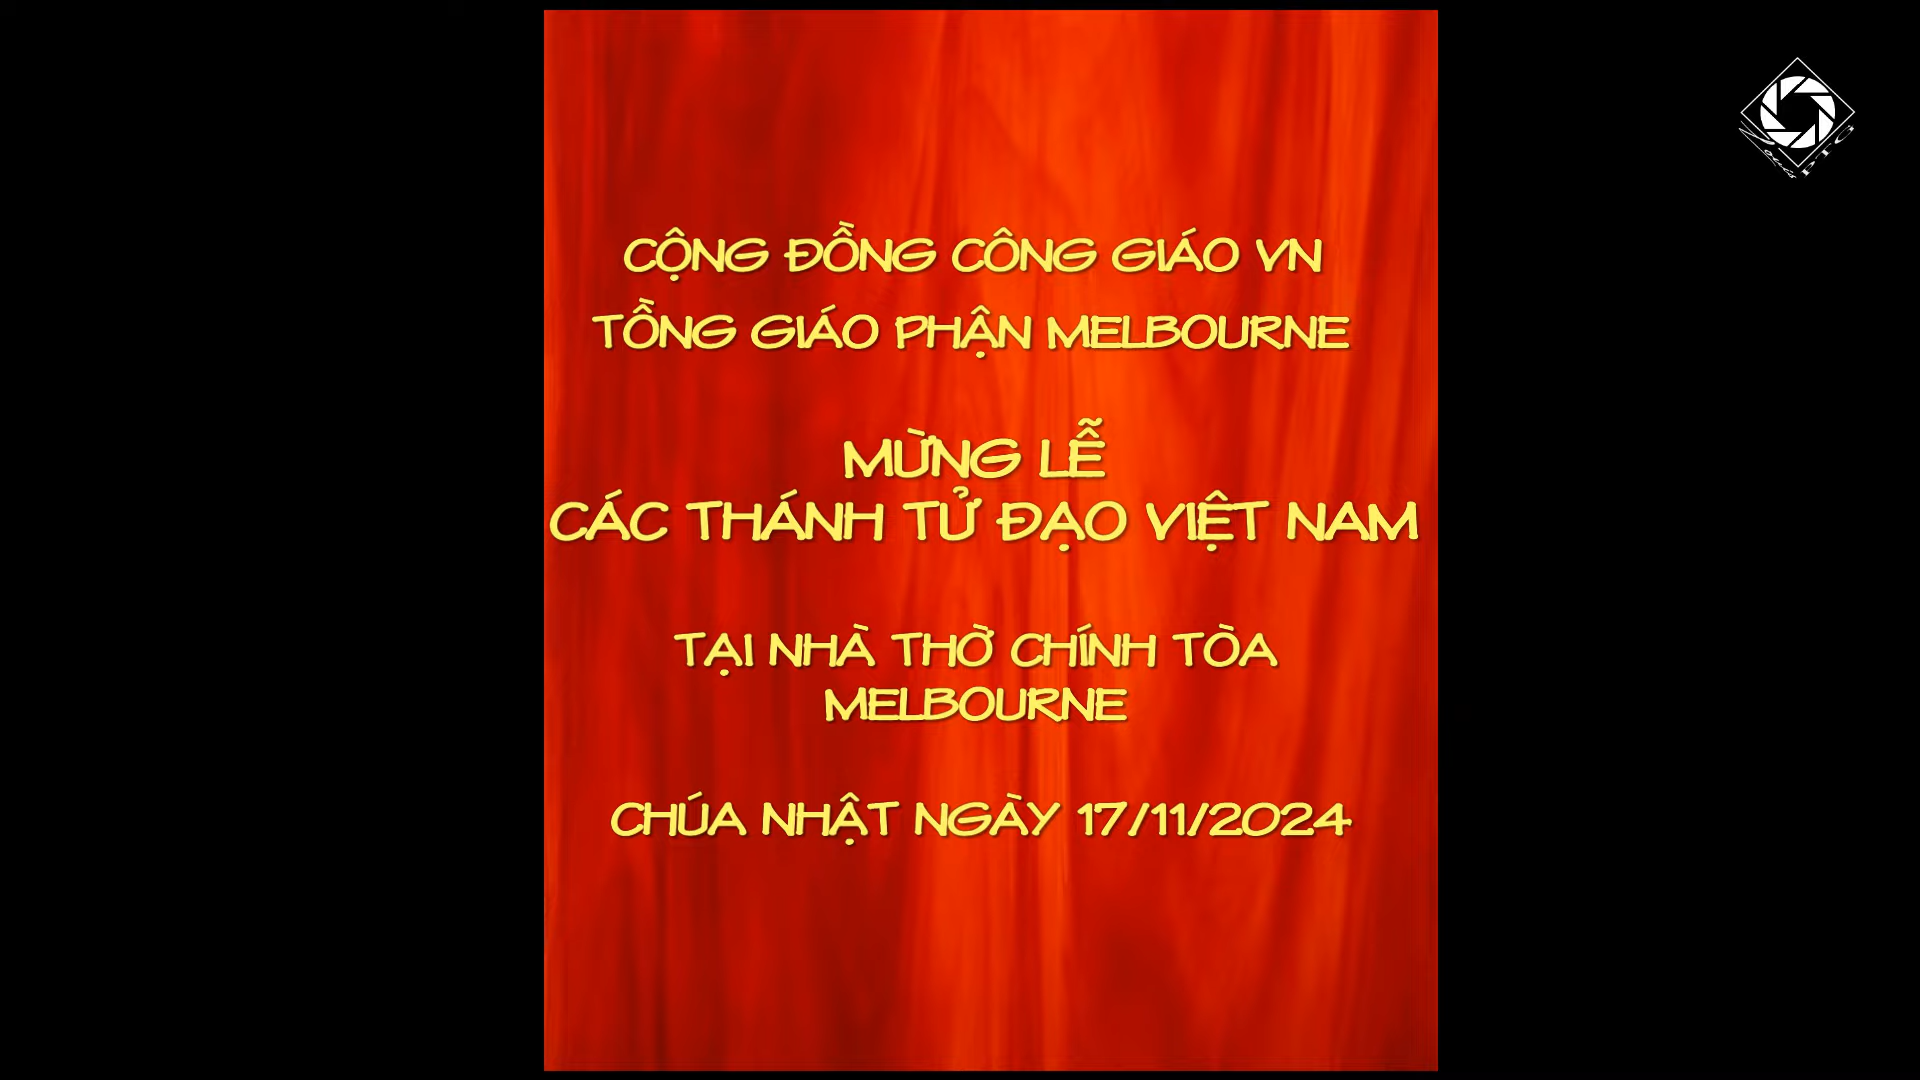 CỘNG ĐỒNG CÔNG GIÁO VN
TỒNG GIÁO PHẬN MELBOURNE
MỪNG LỄ
CÁC THÁNH TỬ ĐẠO VIỆT NAM
TẠI NHÀ THỜ CHÍNH TÒA
MELBOURNE
CHÚA NHẬT NGÀY 17/11/2024